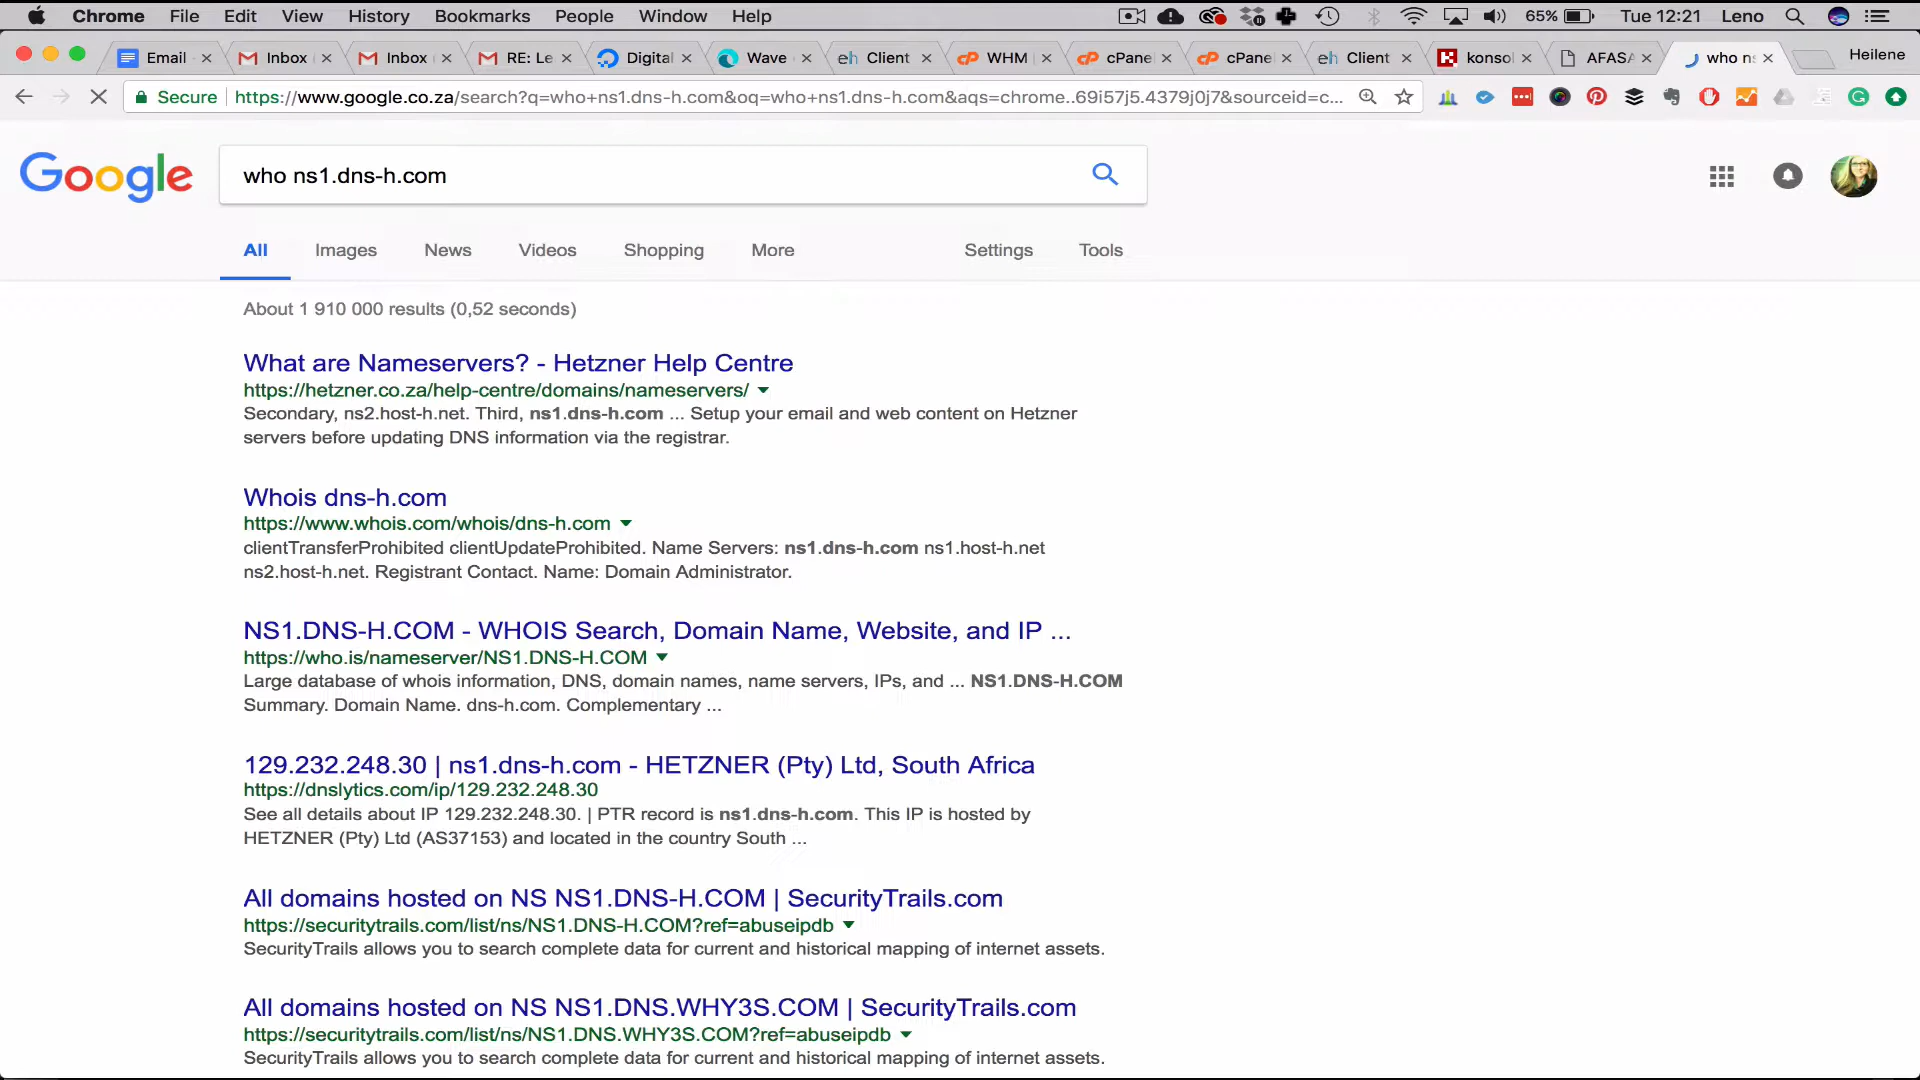 Chrome File Edit View History Bookmarks People Window Help 65% Tue 12:21 Leno
Email Inbox Inbox RE: Le Digital Wave Client WHM cPane cPane Client konsol AFASA who ns Heilene
Secure https://www.google.co.za/search?q=who+ns1.dns-h.com&oq=who+ns1.dns-h.com&aqs=chrome..69i57j5.4379j0j7&sourceid=c...
Google who ns1.dns-h.com
All Images News Videos Shopping More Settings Tools
About 1 910 000 results (0,52 seconds)
What are Nameservers? - Hetzner Help Centre
https://hetzner.co.za/help-centre/domains/nameservers/
Secondary, ns2.host-h.net. Third, ns1.dns-h.com ... Setup your email and web content on Hetzner
servers before updating DNS information via the registrar.
Whois dns-h.com
https://www.whois.com/whois/dns-h.com
clientTransferProhibited clientUpdateProhibited. Name Servers: ns1.dns-h.com ns1.host-h.net
ns2.host-h.net. Registrant Contact. Name: Domain Administrator.
NS1.DNS-H.COM - WHOIS Search, Domain Name, Website, and IP ...
https://who.is/nameserver/NS1.DNS-H.COM
Large database of whois information, DNS, domain names, name servers, IPs, and ... NS1.DNS-H.COM
Summary. Domain Name. dns-h.com. Complementary ...
129.232.248.30 | ns1.dns-h.com - HETZNER (Pty) Ltd, South Africa
https://dnslytics.com/ip/129.232.248.30
See all details about IP 129.232.248.30. | PTR record is ns1.dns-h.com. This IP is hosted by
HETZNER (Pty) Ltd (AS37153) and located in the country South ...
All domains hosted on NS NS1.DNS-H.COM | SecurityTrails.com
https://securitytrails.com/list/ns/NS1.DNS-H.COM?ref=abuseipdb
SecurityTrails allows you to search complete data for current and historical mapping of internet assets.
All domains hosted on NS NS1.DNS.WHY3S.COM | SecurityTrails.com
https://securitytrails.com/list/ns/NS1.DNS.WHY3S.COM?ref=abuseipdb
SecurityTrails allows you to search complete data for current and historical mapping of internet assets.